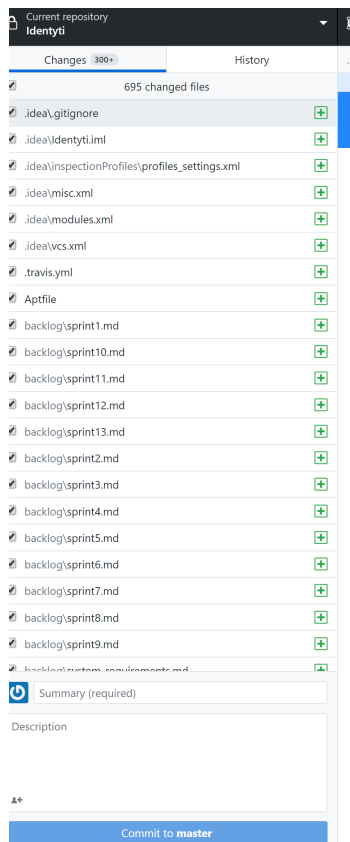 Current repository
Identyti
Changes 300+ History
695 changed files
.idea\.gitignore
.idea\Identyti.iml
.idea\inspectionProfiles\profiles_settings.xml
.idea\misc.xml
.idea\modules.xml
.idea\vcs.xml
.travis.yml
Aptfile
backlog\sprint1.md
backlog\sprint10.md
backlog\sprint11.md
backlog\sprint12.md
backlog\sprint13.md
backlog\sprint2.md
backlog\sprint3.md
backlog\sprint4.md
backlog\sprint5.md
backlog\sprint6.md
backlog\sprint7.md
backlog\sprint8.md
backlog\sprint9.md
backlog\system_requirements.md
Summary (required)
Description
Commit to master